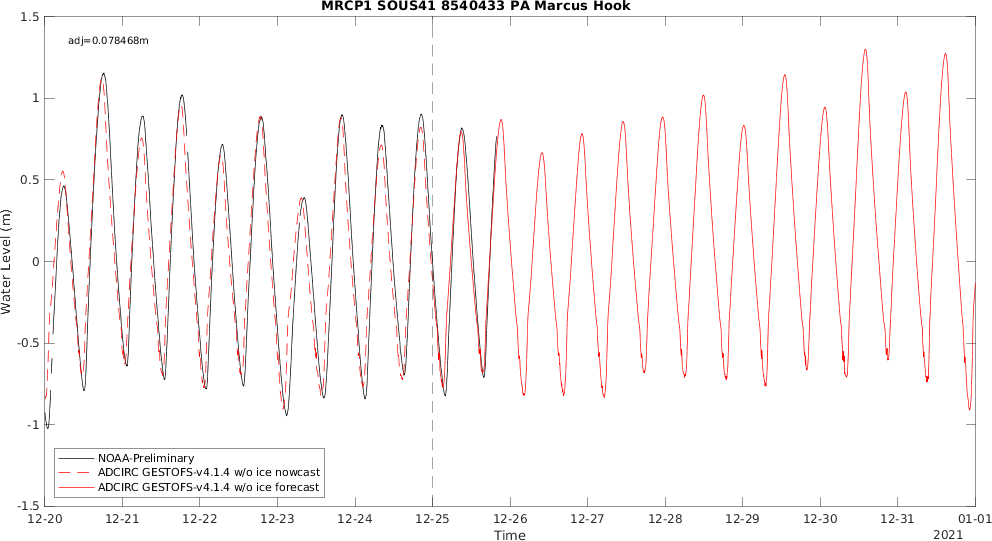 MRCP1 SOUS41 8540433 PA Marcus Hook
adj=0.078468m
1.5
1
0.5
0
-0.5
-1
-1.5
Water Level (m)
NOAA-Preliminary
ADCIRC GESTOFS-v4.1.4 w/o ice nowcast
ADCIRC GESTOFS-v4.1.4 w/o ice forecast
12-20 12-21 12-22 12-23 12-24 12-25 12-26 12-27 12-28 12-29 12-30 12-31 01-01
Time
2021